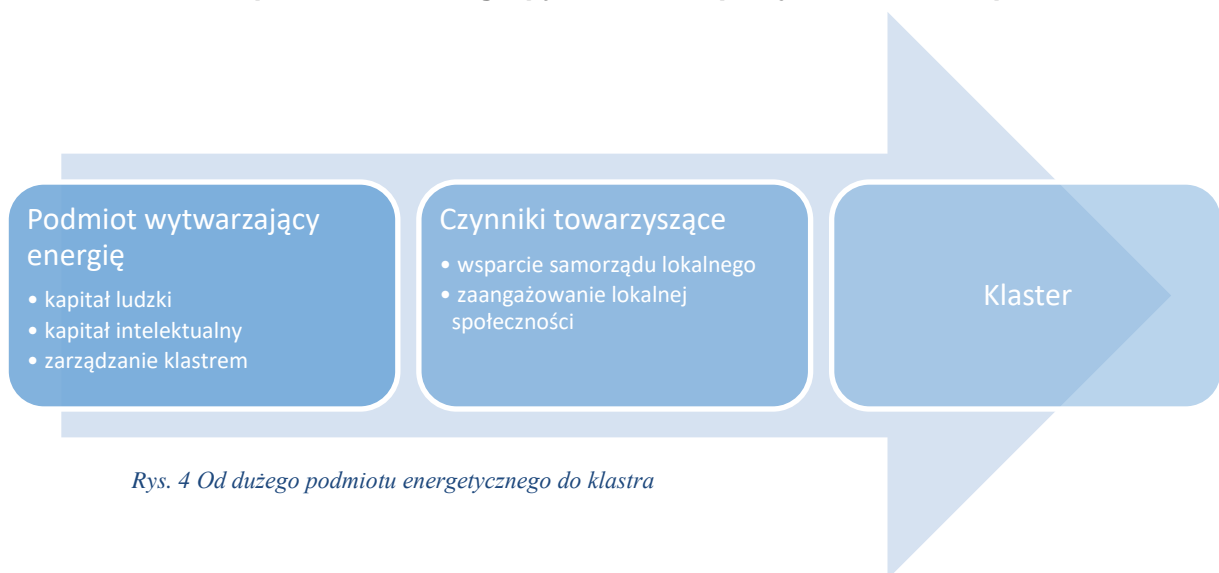 Podmiot wytwarzający
energię
• kapitał ludzki
• kapitał intelektualny
• zarządzanie klastrem
Czynniki towarzyszące
• wsparcie samorządu lokalnego
• zaangażowanie lokalnej
społeczności
Klaster
Rys. 4 Od dużego podmiotu energetycznego do klastra